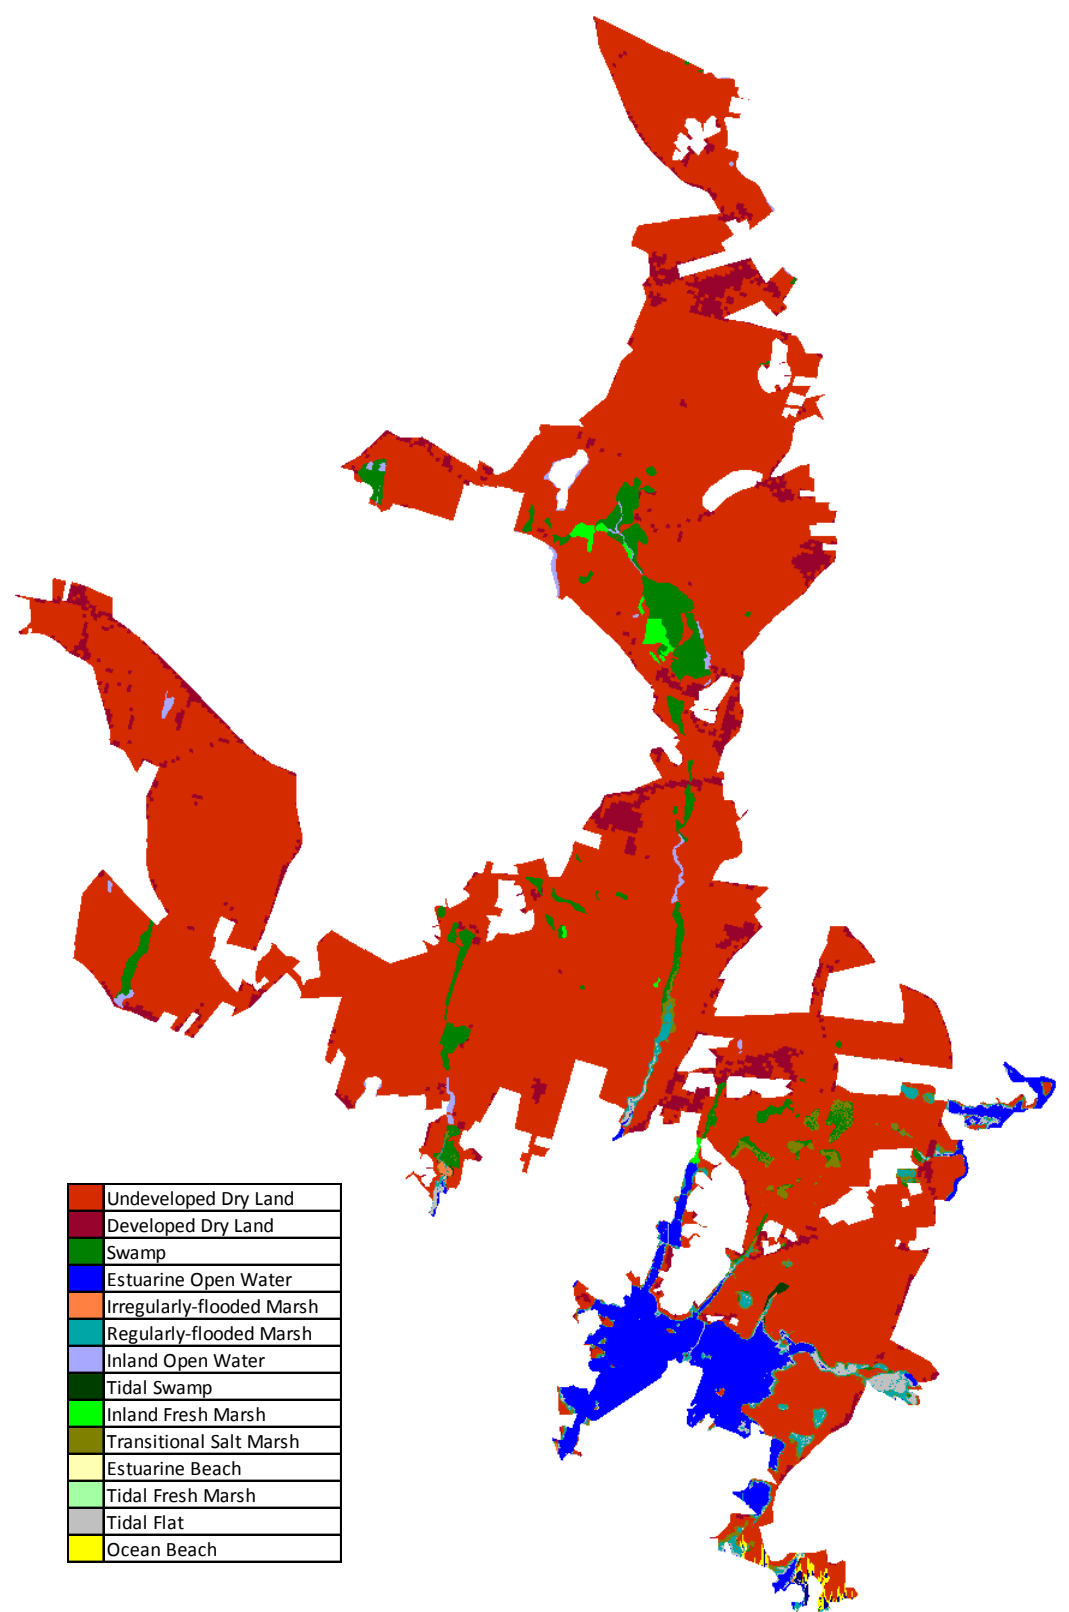 Undeveloped Dry Land
Developed Dry Land
Swamp
Estuarine Open Water
Irregularly-flooded Marsh
Regularly-flooded Marsh
Inland Open Water
Tidal Swamp
Inland Fresh Marsh
Transitional Salt Marsh
Estuarine Beach
Tidal Fresh Marsh
Tidal Flat
Ocean Beach